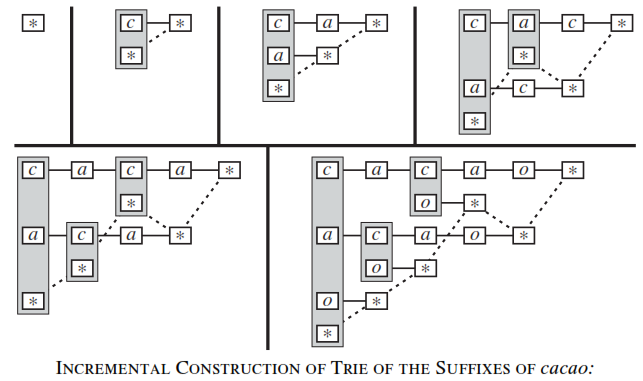 *
c *
*
c a *
a *
*
c a c *
*
a c *
*
c a c a *
*
a c a *
*
*
c a c a o *
o *
a c a o *
o *
o *
*
INCREMENTAL CONSTRUCTION OF TRIE OF THE SUFFIXES OF cacao: